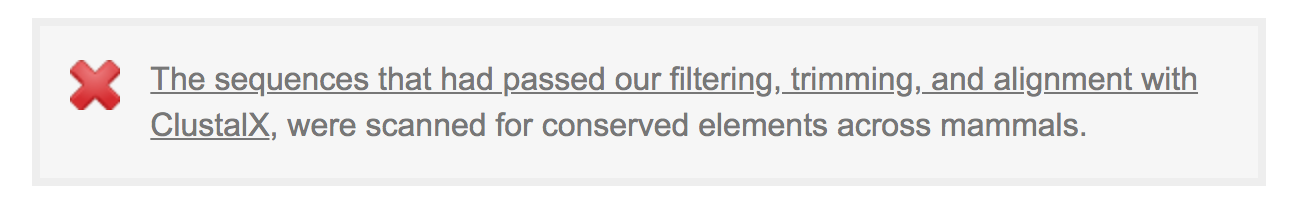 The sequences that had passed our filtering, trimming, and alignment with
ClustalX, were scanned for conserved elements across mammals.